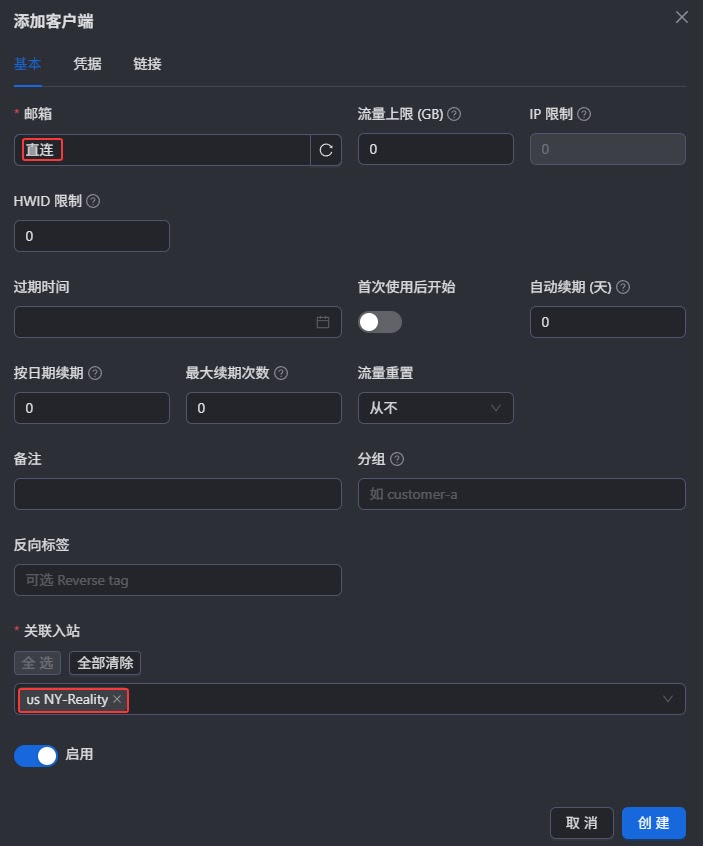 添加客户端
基本 凭据 链接
* 邮箱 流量上限 (GB) IP 限制
直连 0 0
HWID 限制
0
过期时间 首次使用后开始 自动续期 (天)
0
按日期续期 最大续期次数 流量重置
0 0 从不
备注 分组
如 customer-a
反向标签
可选 Reverse tag
* 关联入站
全 选 全部清除
us NY-Reality
启用
取 消 创 建